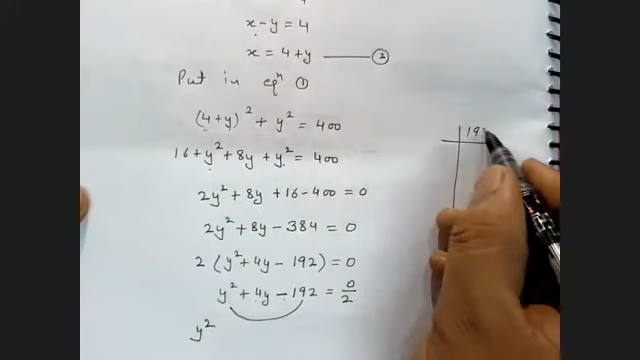 x - y = 4
x = 4 + y ——— ②
Put in eqⁿ ①
(4 + y)² + y² = 400
16 + y² + 8y + y² = 400
2y² + 8y + 16 - 400 = 0
2y² + 8y - 384 = 0
2 (y² + 4y - 192) = 0
y² + 4y - 192 = 0/2
y²
19